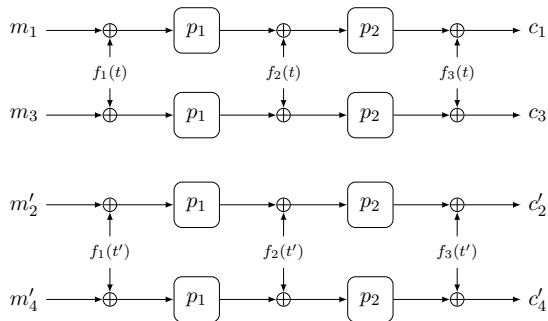 m₁ p₁ p₂ c₁
f₁(t) f₂(t) f₃(t)
m₃ p₁ p₂ c₃
m′₂ p₁ p₂ c′₂
f₁(t′) f₂(t′) f₃(t′)
m′₄ p₁ p₂ c′₄